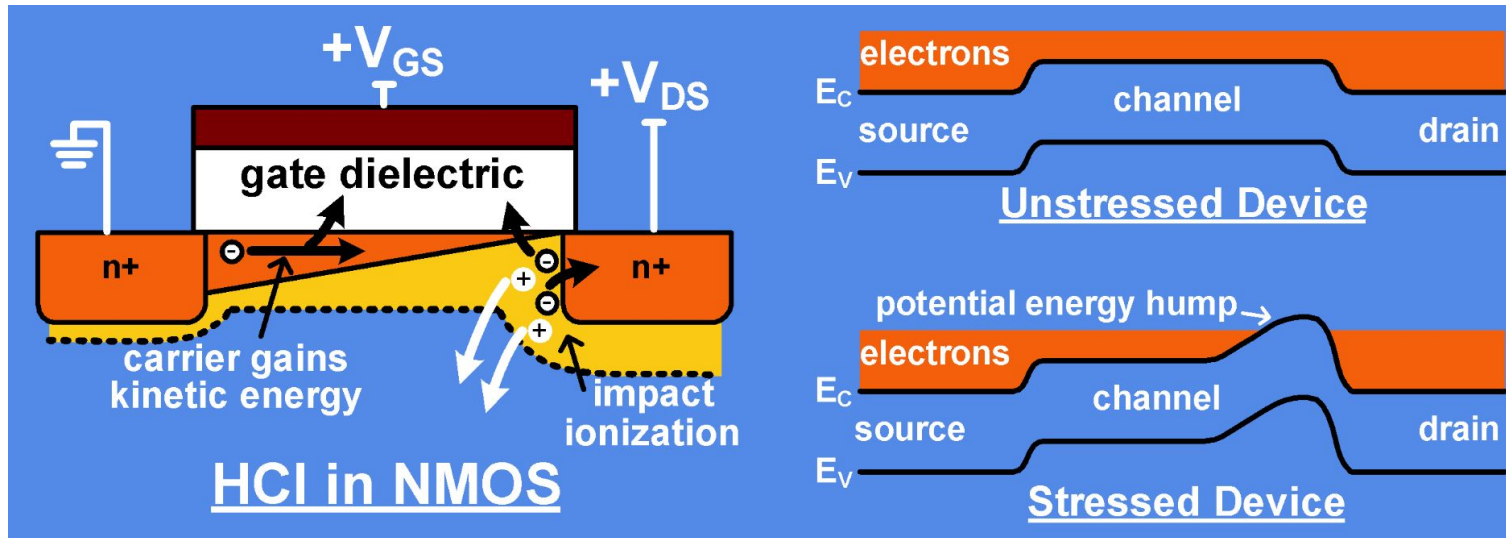 +VGS
+VDS
gate dielectric
n+
n+
-
-
-
+
+
carrier gains
kinetic energy
impact
ionization
HCI in NMOS
electrons
EC
channel
source
drain
EV
Unstressed Device
potential energy hump
electrons
EC
channel
source
drain
EV
Stressed Device